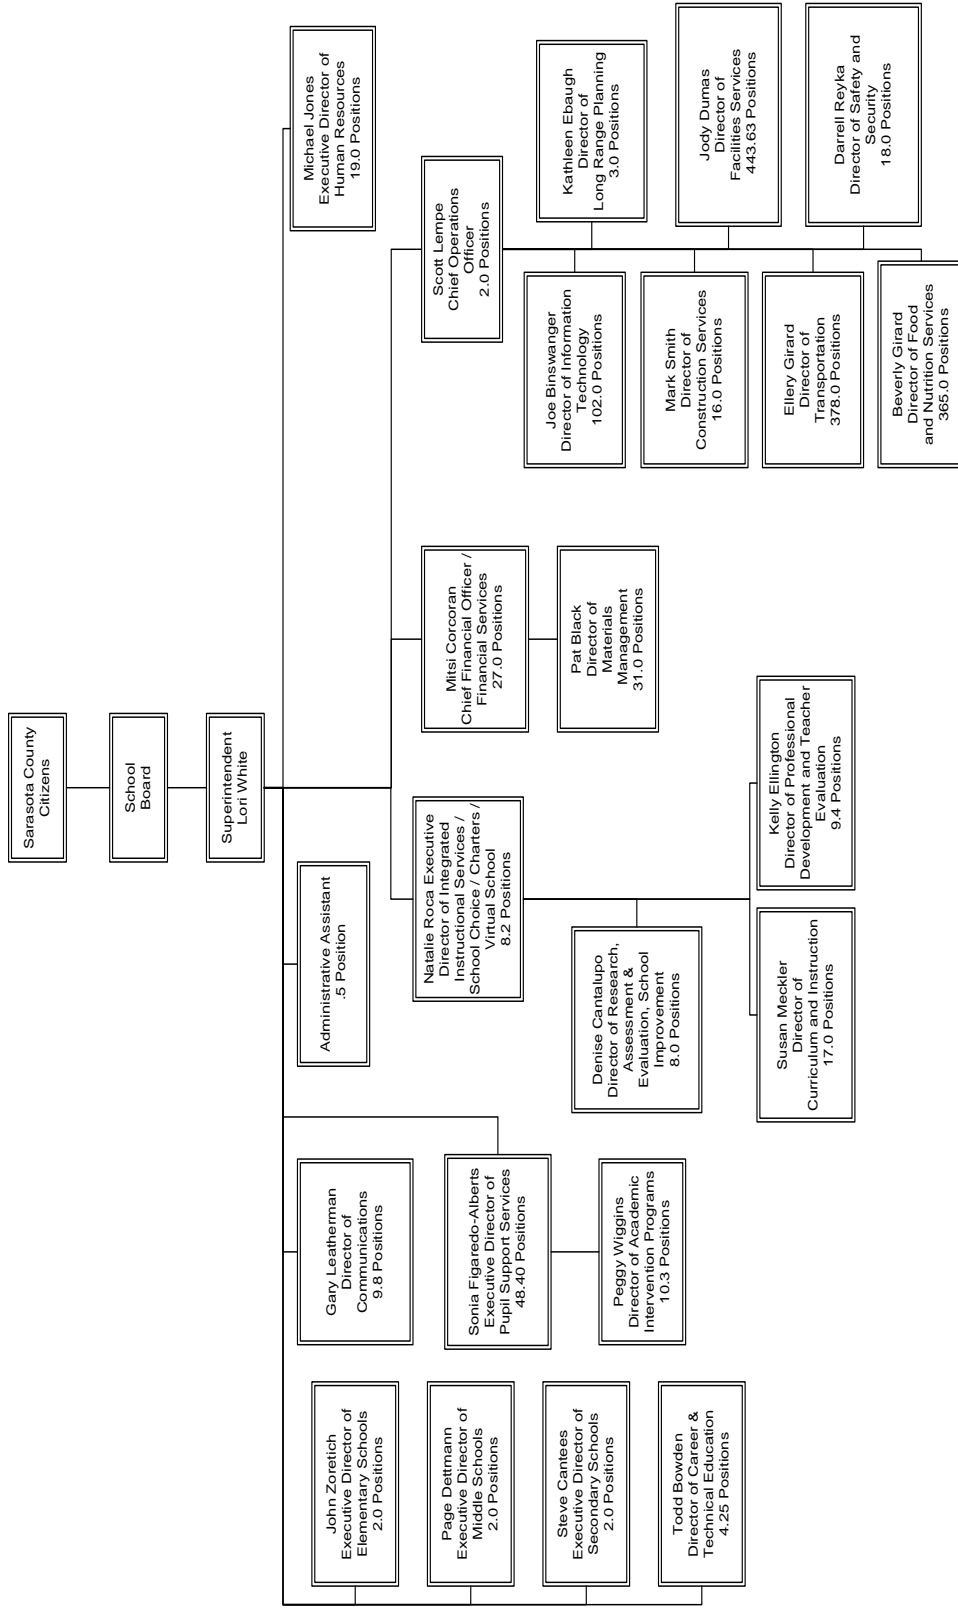 Sarasota County
Citizens
School
Board
Superintendent
Lori White
Administrative Assistant
.5 Position
Michael Jones
Executive Director of
Human Resources
19.0 Positions
Gary Leatherman
Director of
Communications
9.8 Positions
John Zoretich
Executive Director of
Elementary Schools
2.0 Positions
Page Dettmann
Executive Director of
Middle Schools
2.0 Positions
Steve Cantees
Executive Director of
Secondary Schools
2.0 Positions
Todd Bowden
Director of Career &
Technical Education
4.25 Positions
Sonia Figaredo-Alberts
Executive Director of
Pupil Support Services
48.40 Positions
Peggy Wiggins
Director of Academic
Intervention Programs
10.3 Positions
Natalie Roca Executive
Director of Integrated
Instructional Services /
School Choice / Charters /
Virtual School
8.2 Positions
Denise Cantalupo
Director of Research,
Assessment &
Evaluation, School
Improvement
8.0 Positions
Susan Meckler
Director of
Curriculum and Instruction
17.0 Positions
Kelly Ellington
Director of Professional
Development and Teacher
Evaluation
9.4 Positions
Mitsi Corcoran
Chief Financial Officer /
Financial Services
27.0 Positions
Pat Black
Director of
Materials
Management
31.0 Positions
Scott Lempe
Chief Operations
Officer
2.0 Positions
Joe Binswanger
Director of Information
Technology
102.0 Positions
Kathleen Ebaugh
Director of
Long Range Planning
3.0 Positions
Mark Smith
Director of
Construction Services
16.0 Positions
Jody Dumas
Director of
Facilities Services
443.63 Positions
Ellery Girard
Director of
Transportation
378.0 Positions
Darrell Reyka
Director of Safety and
Security
18.0 Positions
Beverly Girard
Director of Food
and Nutrition Services
365.0 Positions